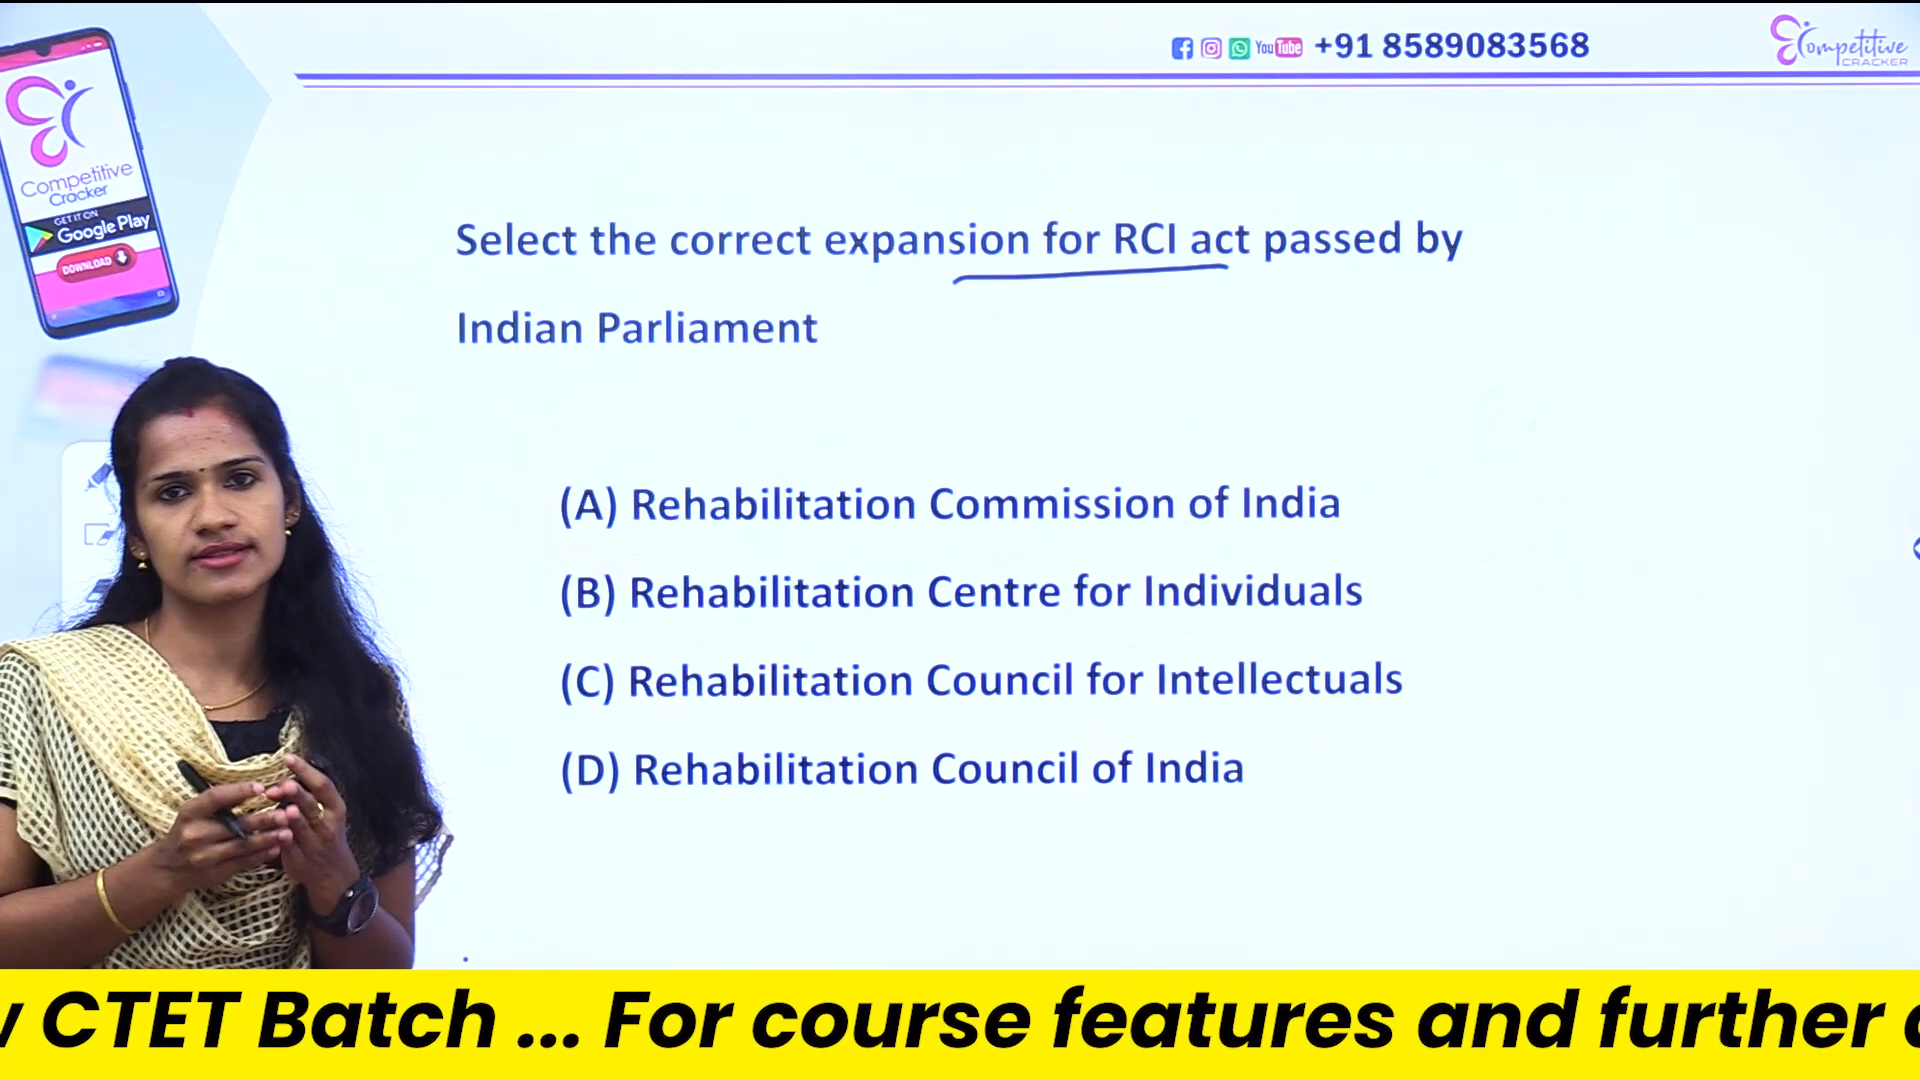 YouTube +91 8589083568
Competitive
CRACKER
Competitive
Cracker
GET IT ON
Google Play
DOWNLOAD
Select the correct expansion for RCI act passed by
Indian Parliament
(A) Rehabilitation Commission of India
(B) Rehabilitation Centre for Individuals
(C) Rehabilitation Council for Intellectuals
(D) Rehabilitation Council of India
CTET Batch ... For course features and further